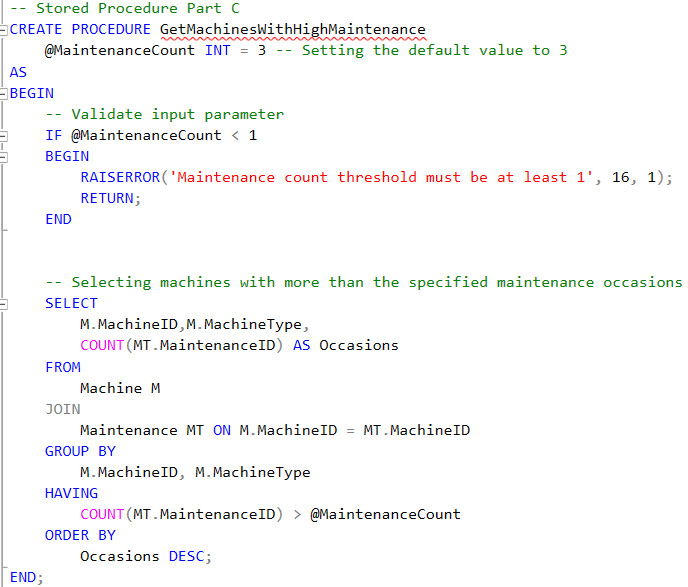 -- Stored Procedure Part C
CREATE PROCEDURE GetMachinesWithHighMaintenance
    @MaintenanceCount INT = 3 -- Setting the default value to 3
AS
BEGIN
    -- Validate input parameter
    IF @MaintenanceCount < 1
    BEGIN
        RAISERROR('Maintenance count threshold must be at least 1', 16, 1);
        RETURN;
    END
    -- Selecting machines with more than the specified maintenance occasions
    SELECT
        M.MachineID,M.MachineType,
        COUNT(MT.MaintenanceID) AS Occasions
    FROM
        Machine M
    JOIN
        Maintenance MT ON M.MachineID = MT.MachineID
    GROUP BY
        M.MachineID, M.MachineType
    HAVING
        COUNT(MT.MaintenanceID) > @MaintenanceCount
    ORDER BY
        Occasions DESC;
END;